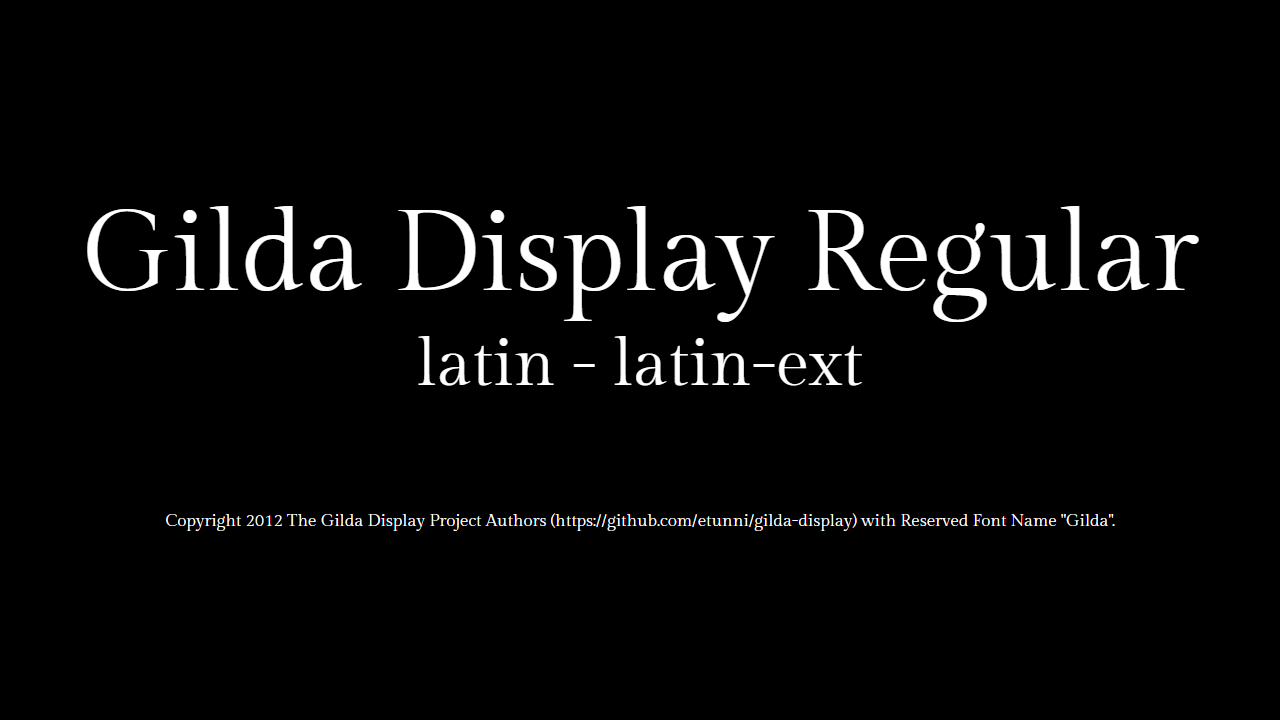 Gilda Display Regular
latin - latin-ext
Copyright 2012 The Gilda Display Project Authors (https://github.com/etunni/gilda-display) with Reserved Font Name "Gilda".